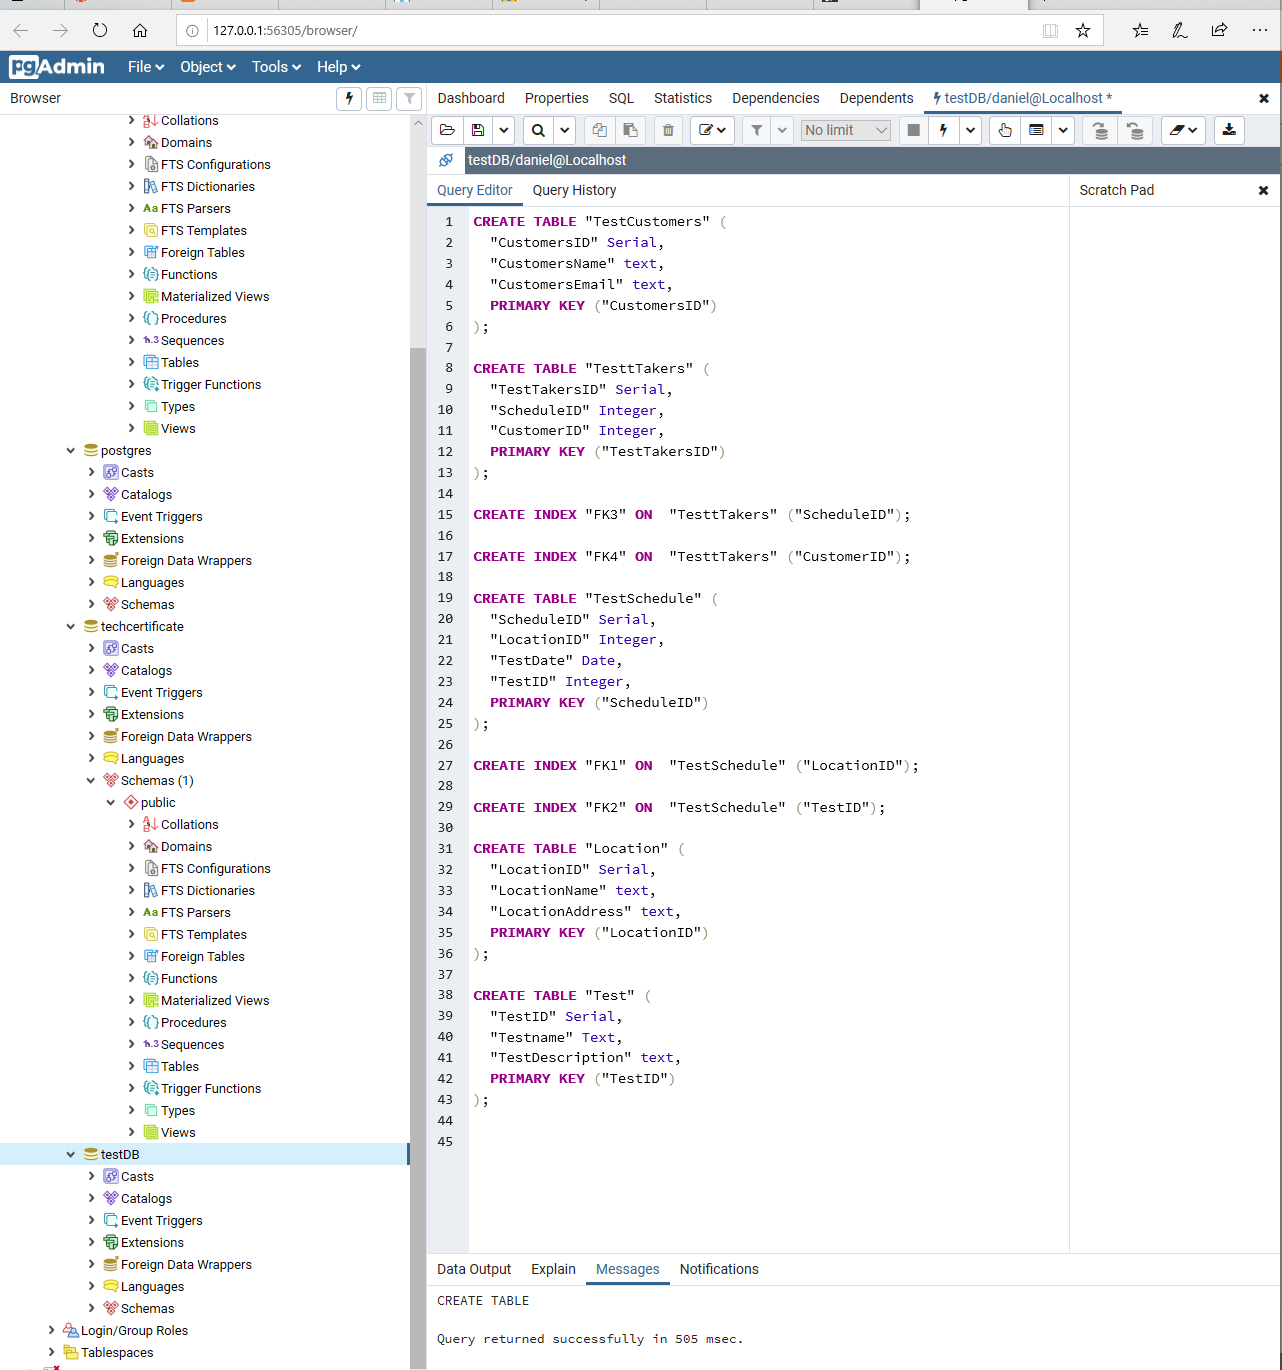 127.0.0.1:56305/browser/
pgAdmin File Object Tools Help
Browser
Dashboard Properties SQL Statistics Dependencies Dependents testDB/daniel@Localhost *
No limit
testDB/daniel@Localhost
Query Editor Query History
Scratch Pad
Collations
Domains
FTS Configurations
FTS Dictionaries
Aa FTS Parsers
FTS Templates
Foreign Tables
Functions
Materialized Views
Procedures
1..3 Sequences
Tables
Trigger Functions
Types
Views
postgres
Casts
Catalogs
Event Triggers
Extensions
Foreign Data Wrappers
Languages
Schemas
techcertificate
Casts
Catalogs
Event Triggers
Extensions
Foreign Data Wrappers
Languages
Schemas (1)
public
Collations
Domains
FTS Configurations
FTS Dictionaries
Aa FTS Parsers
FTS Templates
Foreign Tables
Functions
Materialized Views
Procedures
1..3 Sequences
Tables
Trigger Functions
Types
Views
testDB
Casts
Catalogs
Event Triggers
Extensions
Foreign Data Wrappers
Languages
Schemas
Login/Group Roles
Tablespaces
1 CREATE TABLE "TestCustomers" (
2 "CustomersID" Serial,
3 "CustomersName" text,
4 "CustomersEmail" text,
5 PRIMARY KEY ("CustomersID")
6 );
7
8 CREATE TABLE "TesttTakers" (
9 "TestTakersID" Serial,
10 "ScheduleID" Integer,
11 "CustomerID" Integer,
12 PRIMARY KEY ("TestTakersID")
13 );
14
15 CREATE INDEX "FK3" ON  "TesttTakers" ("ScheduleID");
16
17 CREATE INDEX "FK4" ON  "TesttTakers" ("CustomerID");
18
19 CREATE TABLE "TestSchedule" (
20 "ScheduleID" Serial,
21 "LocationID" Integer,
22 "TestDate" Date,
23 "TestID" Integer,
24 PRIMARY KEY ("ScheduleID")
25 );
26
27 CREATE INDEX "FK1" ON  "TestSchedule" ("LocationID");
28
29 CREATE INDEX "FK2" ON  "TestSchedule" ("TestID");
30
31 CREATE TABLE "Location" (
32 "LocationID" Serial,
33 "LocationName" text,
34 "LocationAddress" text,
35 PRIMARY KEY ("LocationID")
36 );
37
38 CREATE TABLE "Test" (
39 "TestID" Serial,
40 "Testname" Text,
41 "TestDescription" text,
42 PRIMARY KEY ("TestID")
43 );
44
45
Data Output Explain Messages Notifications
CREATE TABLE
Query returned successfully in 505 msec.